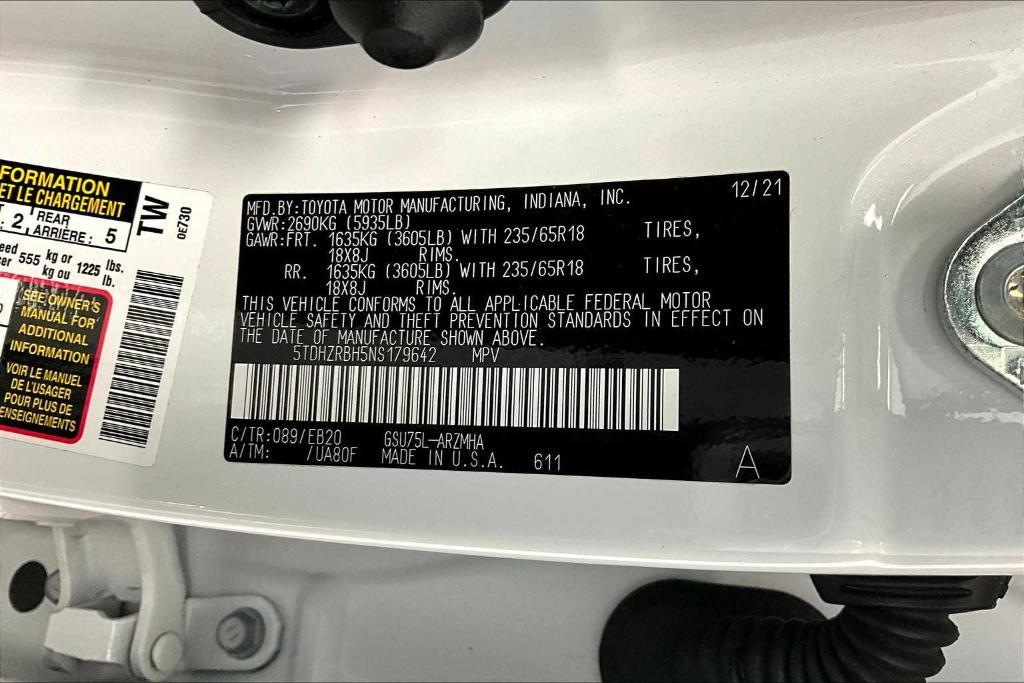 FORMATION
ET LE CHARGEMENT
: 2 REAR
ARRIÈRE: 5
555 kg or
kg ou 1225 lbs.
lb.
SEE OWNER'S
MANUAL FOR
ADDITIONAL
INFORMATION
VOIR LE MANUEL
DE L'USAGER
POUR PLUS DE
ENSEIGNEMENTS
TW
0E730
12/21
MFD.BY:TOYOTA MOTOR MANUFACTURING, INDIANA, INC.
GVWR:2690KG (5935LB)
GAWR:FRT. 1635KG (3605LB) WITH 235/65R18 TIRES,
18X8J RIMS.
RR. 1635KG (3605LB) WITH 235/65R18 TIRES,
18X8J RIMS.
THIS VEHICLE CONFORMS TO ALL APPLICABLE FEDERAL MOTOR
VEHICLE SAFETY AND THEFT PREVENTION STANDARDS IN EFFECT ON
THE DATE OF MANUFACTURE SHOWN ABOVE.
5TDHZRBH5NS179642 MPV
C/TR:089/EB20 GSU75L-ARZMHA
A/TM: /UA80F MADE IN U.S.A. 611
A